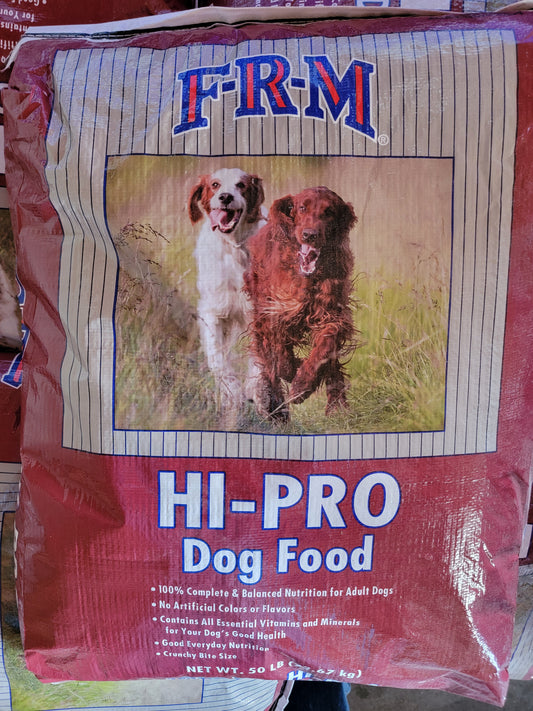 F-R-M®
HI-PRO
Dog Food
• 100% Complete & Balanced Nutrition for Adult Dogs
• No Artificial Colors or Flavors
• Contains All Essential Vitamins and Minerals
for Your Dog's Good Health
• Good Everyday Nutrition
• Crunchy Bite Size
NET WT. 50 LB
kg)